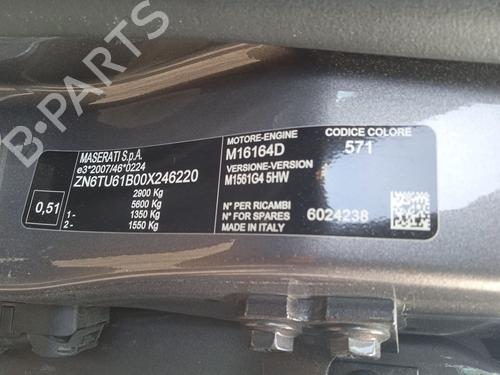 B-PARTS
MASERATI S.p.A.
e3*2007/46*0224
ZN6TU61B00X246220
2900 Kg
5600 Kg
1- 1350 Kg
2- 1550 Kg
0,51
MOTORE-ENGINE
M16164D
VERSIONE-VERSION
M1561G4 5HW
N° PER RICAMBI
N° FOR SPARES 6024238
MADE IN ITALY
CODICE COLORE
571